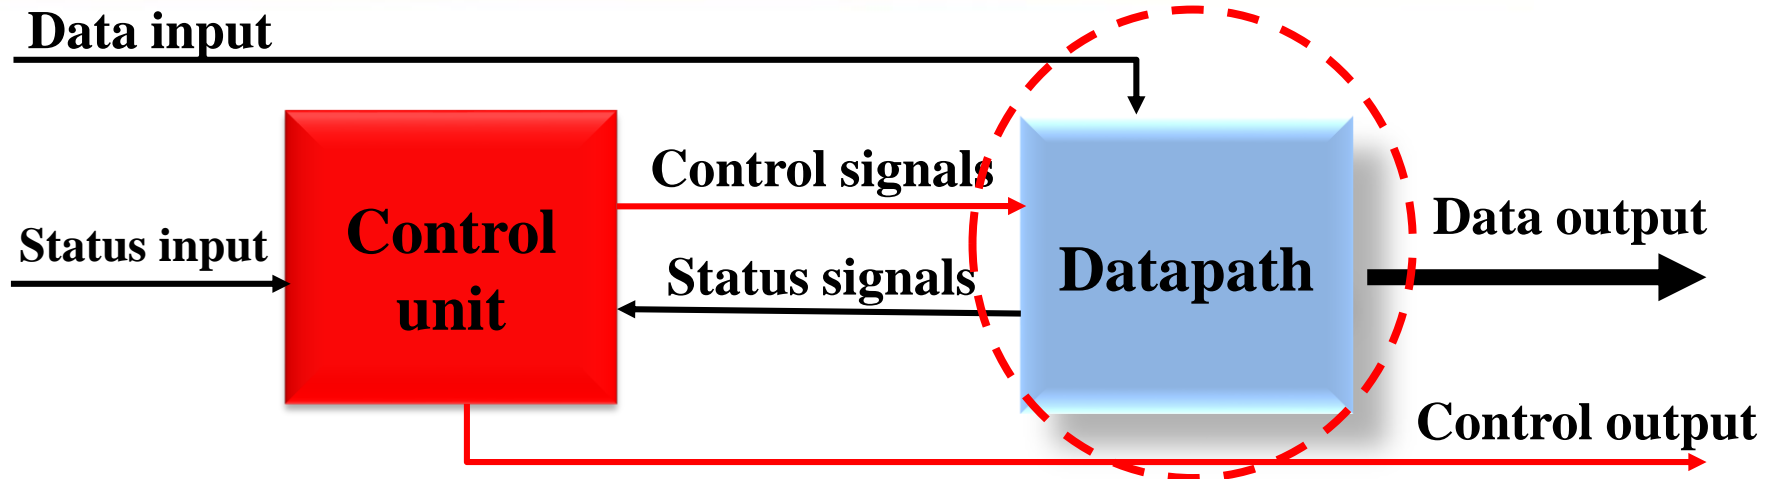 Data input
Control signals
Status input
Control
unit
Status signals
Datapath
Data output
Control output